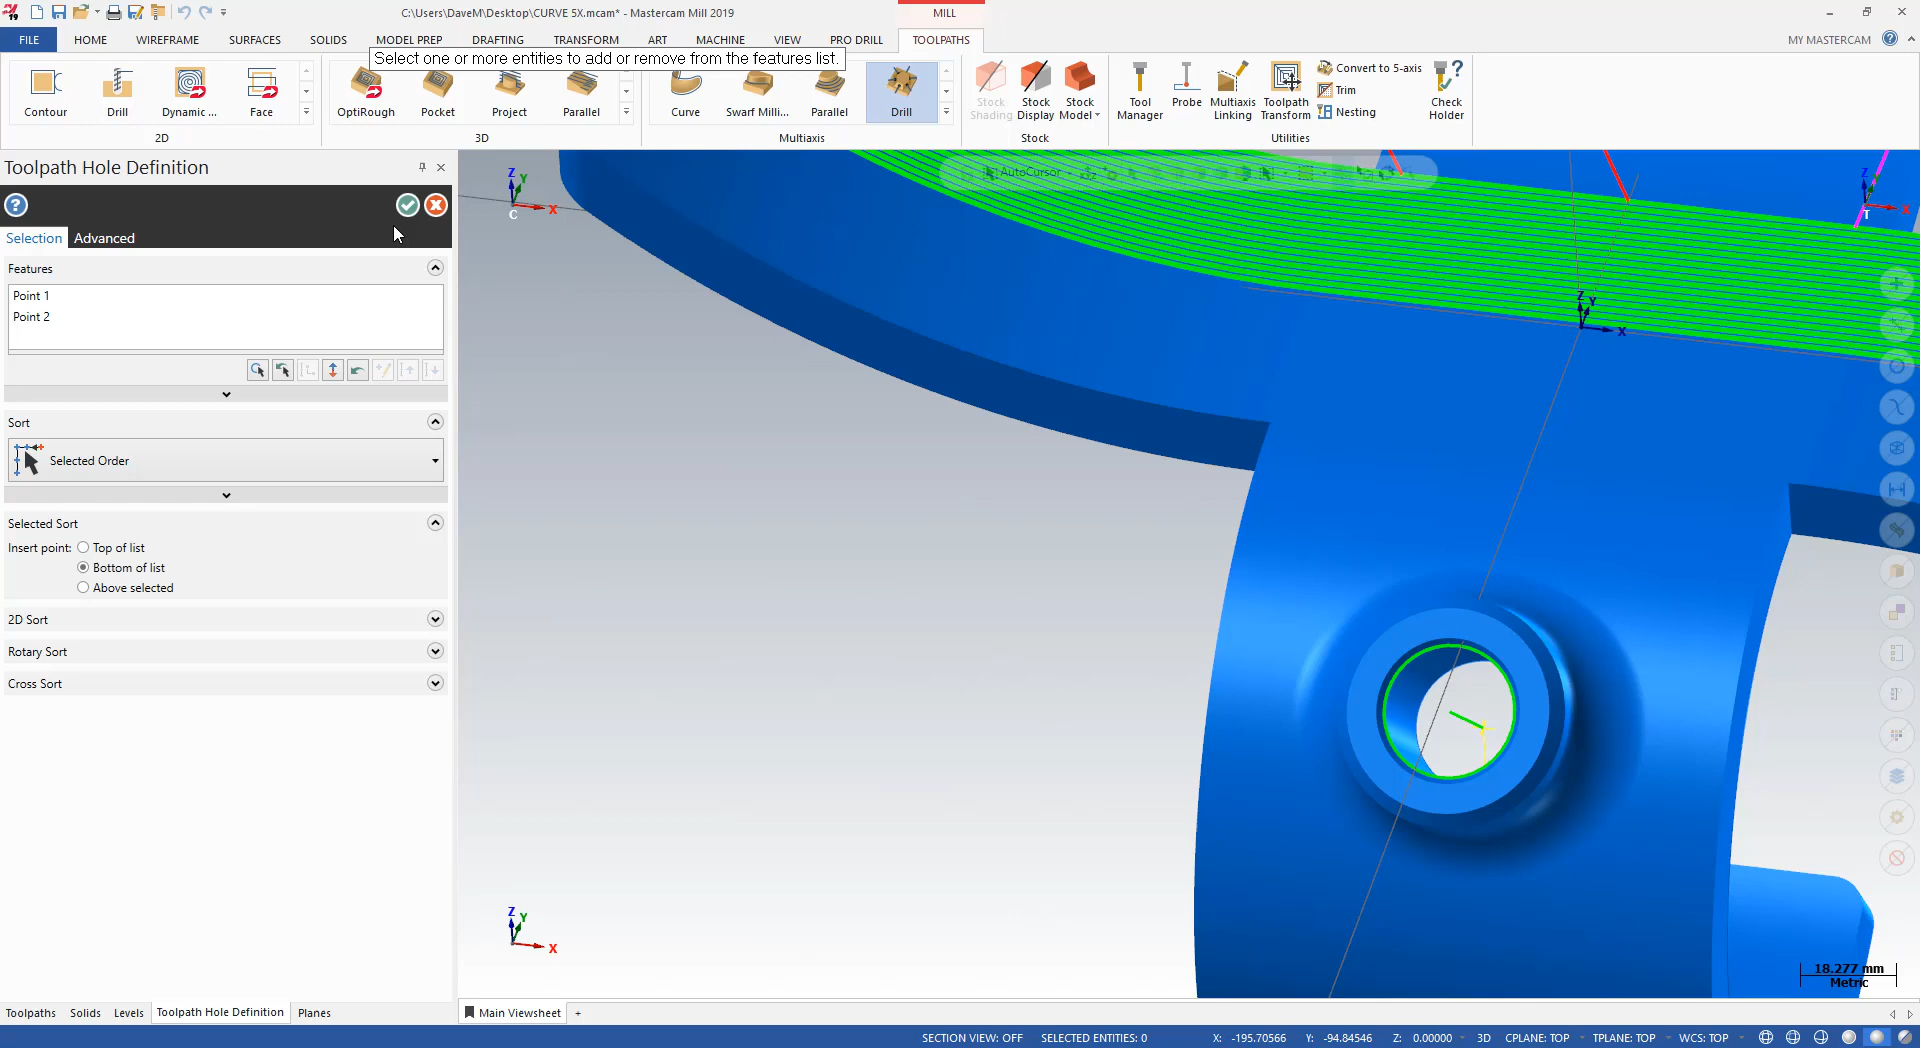 C:\Users\DaveM\Desktop\CURVE 5X.mcam* - Mastercam Mill 2019
MILL
FILE HOME WIREFRAME SURFACES SOLIDS MODEL PREP DRAFTING TRANSFORM ART MACHINE VIEW PRO DRILL TOOLPATHS
MY MASTERCAM
Select one or more entities to add or remove from the features list.
Contour Drill Dynamic ... Face
2D
OptiRough Pocket Project Parallel
3D
Curve Swarf Milli... Parallel Drill
Multiaxis
Stock Shading
Stock Display
Stock Model
Stock
Tool Manager
Probe
Multiaxis Linking
Toolpath Transform
Convert to 5-axis
Trim
Nesting
Check Holder
Utilities
Toolpath Hole Definition
Selection Advanced
Features
Point 1
Point 2
Sort
Selected Order
Selected Sort
Insert point: Top of list
Bottom of list
Above selected
2D Sort
Rotary Sort
Cross Sort
AutoCursor
Z
Y
X
C
Z
X
T
Z
Y
X
Z
Y
X
18.277 mm
Metric
Toolpaths Solids Levels Toolpath Hole Definition Planes
Main Viewsheet +
SECTION VIEW: OFF SELECTED ENTITIES: 0 X: -195.70566 Y: -94.84546 Z: 0.00000 3D CPLANE: TOP TPLANE: TOP WCS: TOP